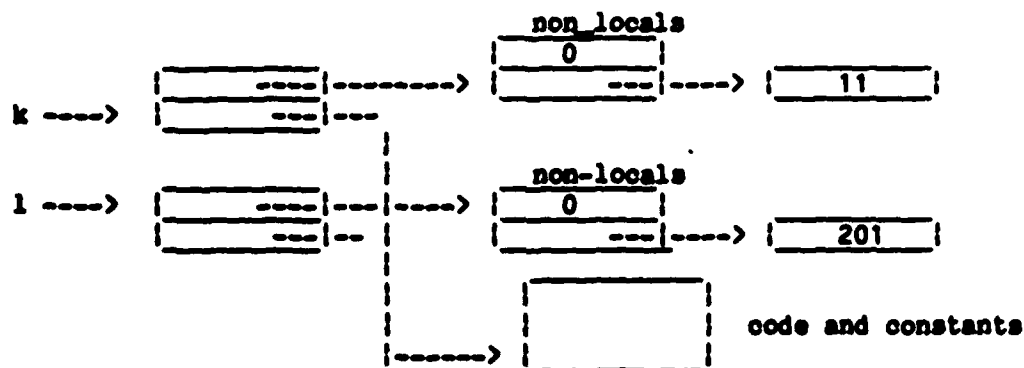 non_locals
0
k
11
non-locals
l
0
201
code and constants